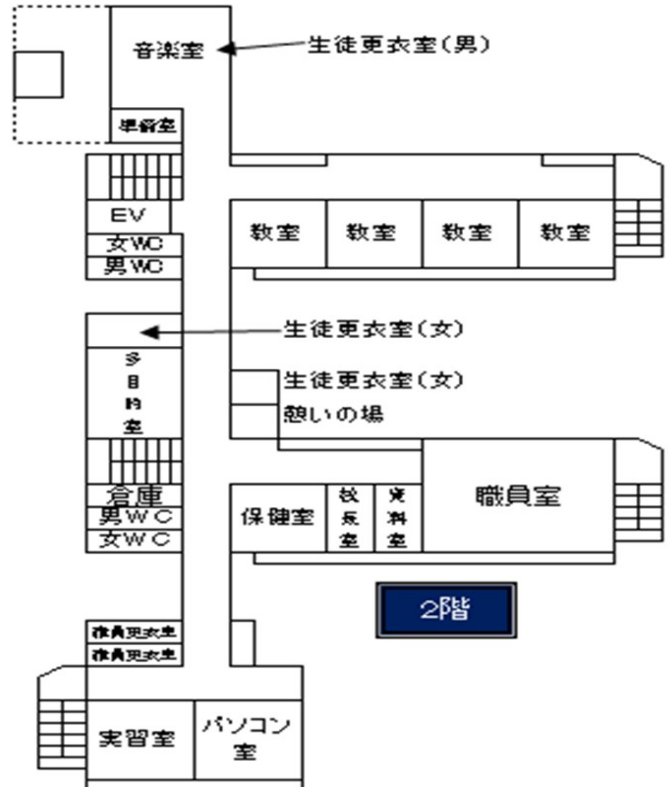 音楽室
生徒更衣室(男)
準備室
EV
女WC
男WC
教室
教室
教室
教室
生徒更衣室(女)
多目的室
生徒更衣室(女)
憩いの場
倉庫
男WC
女WC
保健室
校長室
資料室
職員室
2階
職員更衣室
職員更衣室
実習室
パソコン
室